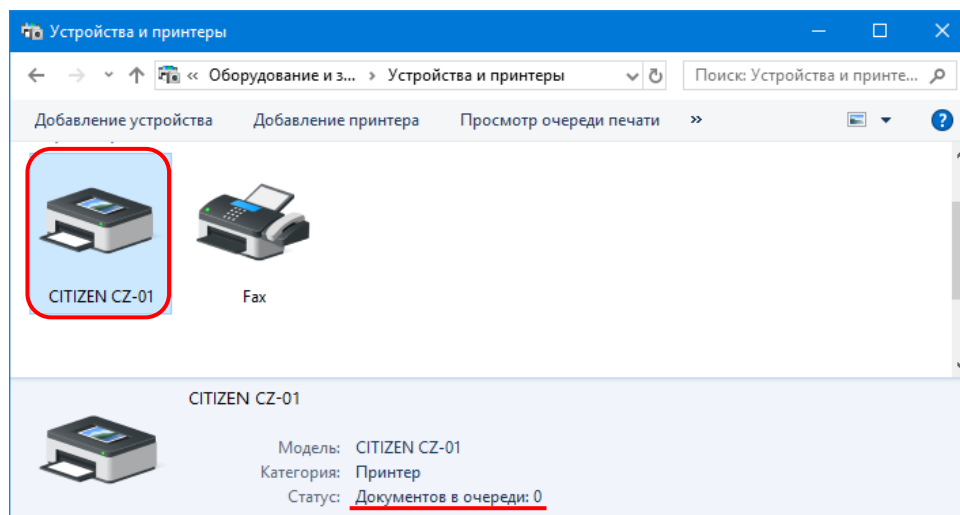 Устройства и принтеры
« Оборудование и з... › Устройства и принтеры Поиск: Устройства и принте...
Добавление устройства Добавление принтера Просмотр очереди печати »
CITIZEN CZ-01 Fax
CITIZEN CZ-01
Модель: CITIZEN CZ-01
Категория: Принтер
Статус: Документов в очереди: 0